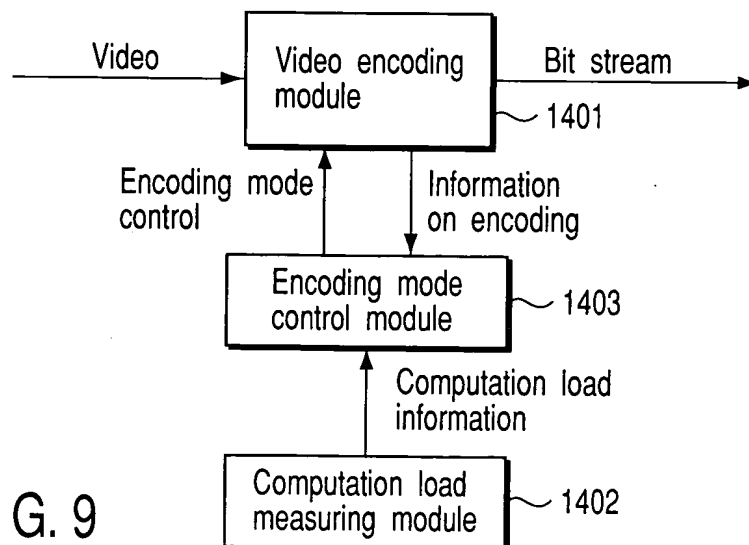 Video
Video encoding
module
Bit stream
1401
Encoding mode
control
Information
on encoding
Encoding mode
control module
1403
Computation load
information
Computation load
measuring module
1402
G. 9